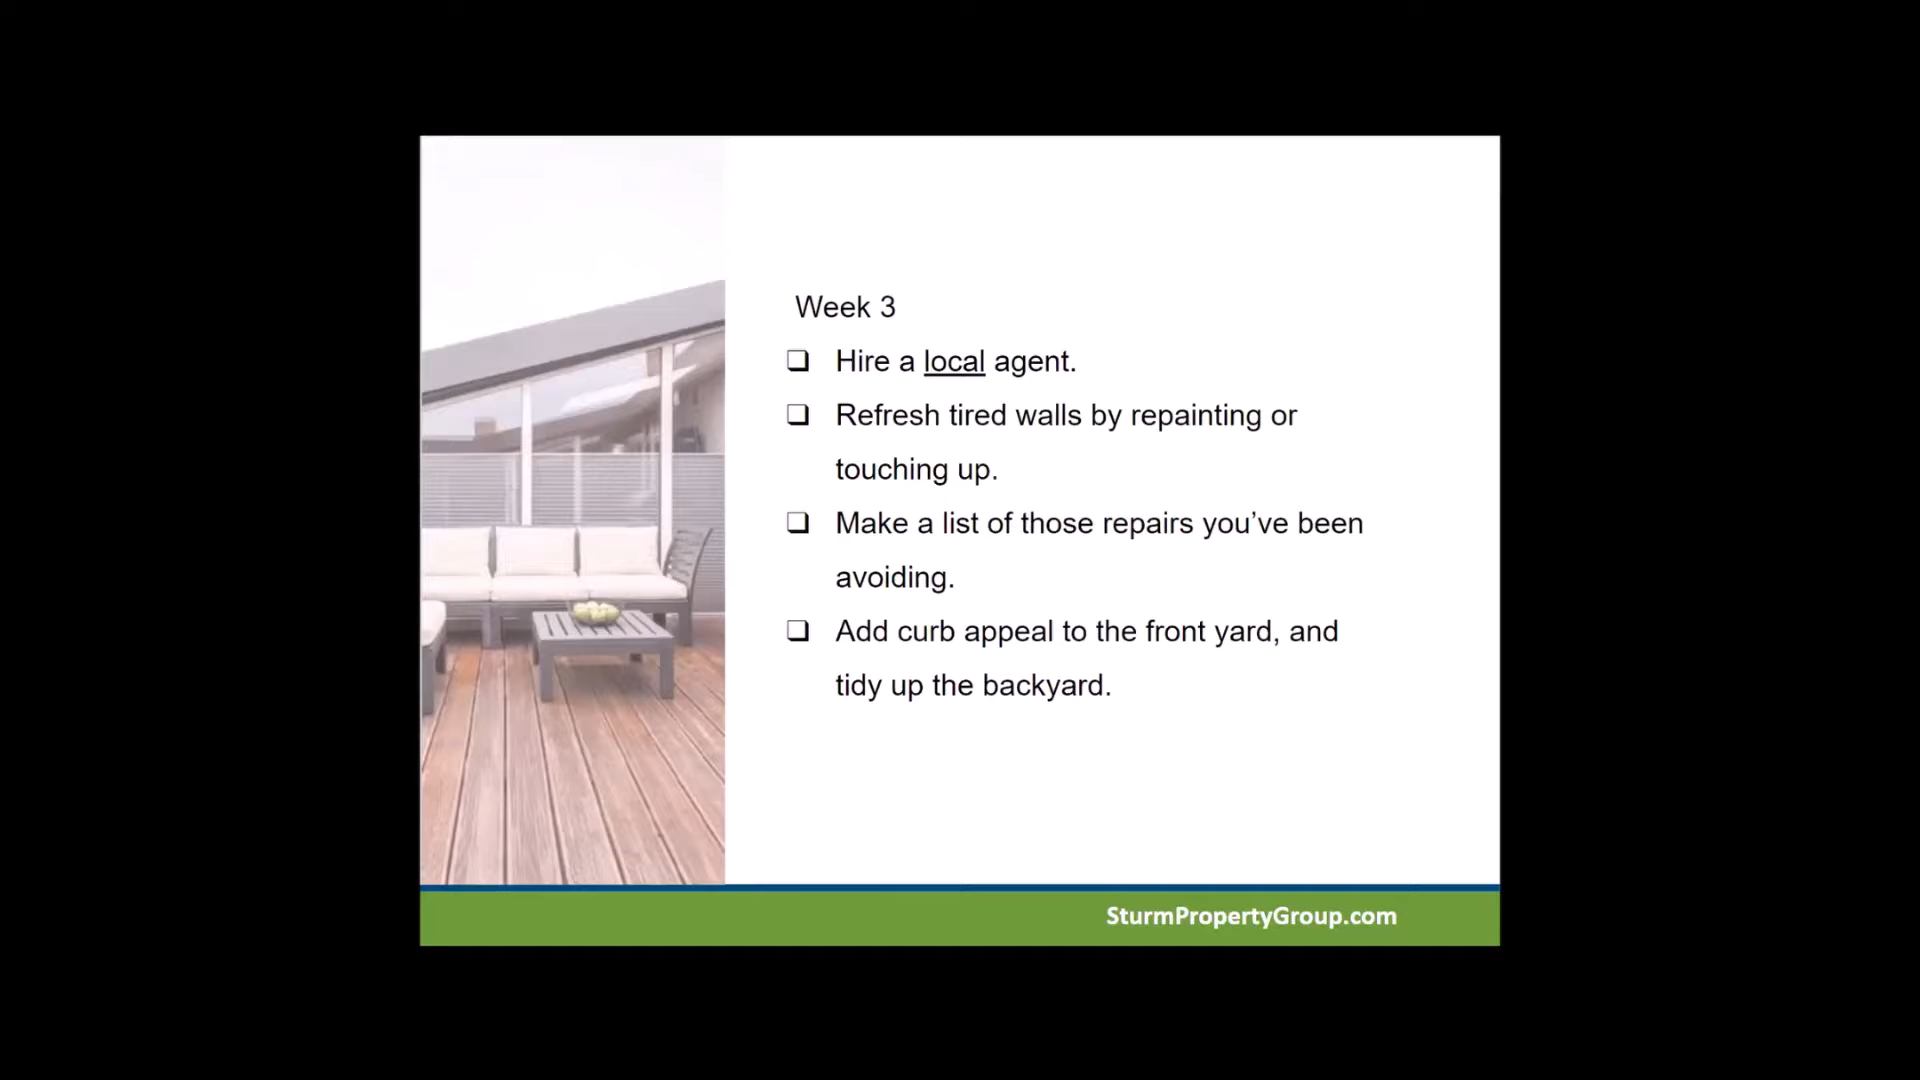 Week 3
❑ Hire a local agent.
❑ Refresh tired walls by repainting or
touching up.
❑ Make a list of those repairs you’ve been
avoiding.
❑ Add curb appeal to the front yard, and
tidy up the backyard.
SturmPropertyGroup.com